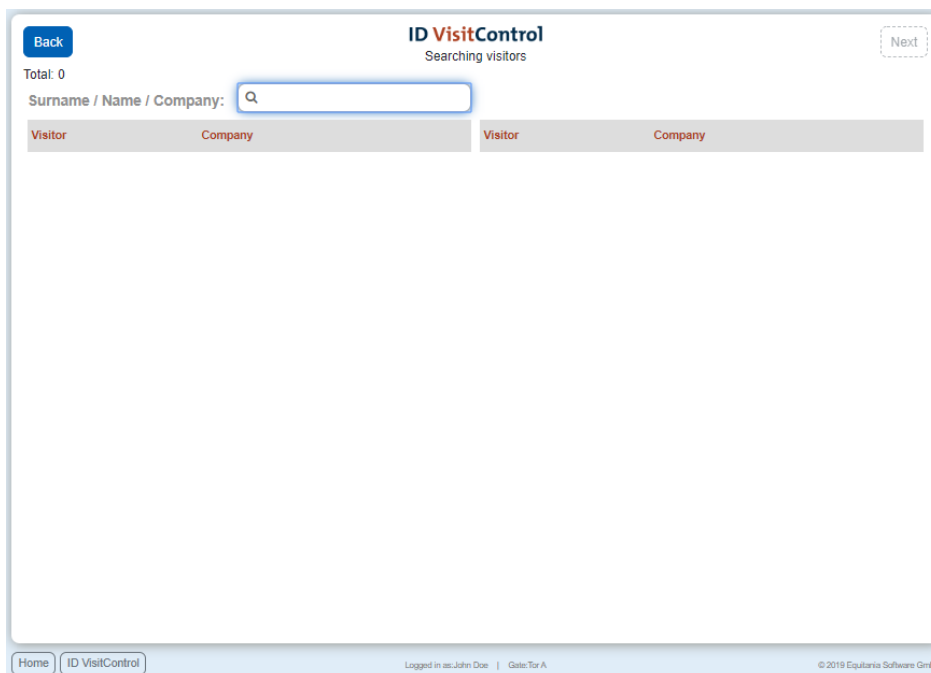 Back
ID VisitControl
Next
Searching visitors
Total: 0
Surname / Name / Company:
Visitor Company Visitor Company
Home ID VisitControl Logged in as:John Doe | Gate:Tor A © 2019 Equitania Software